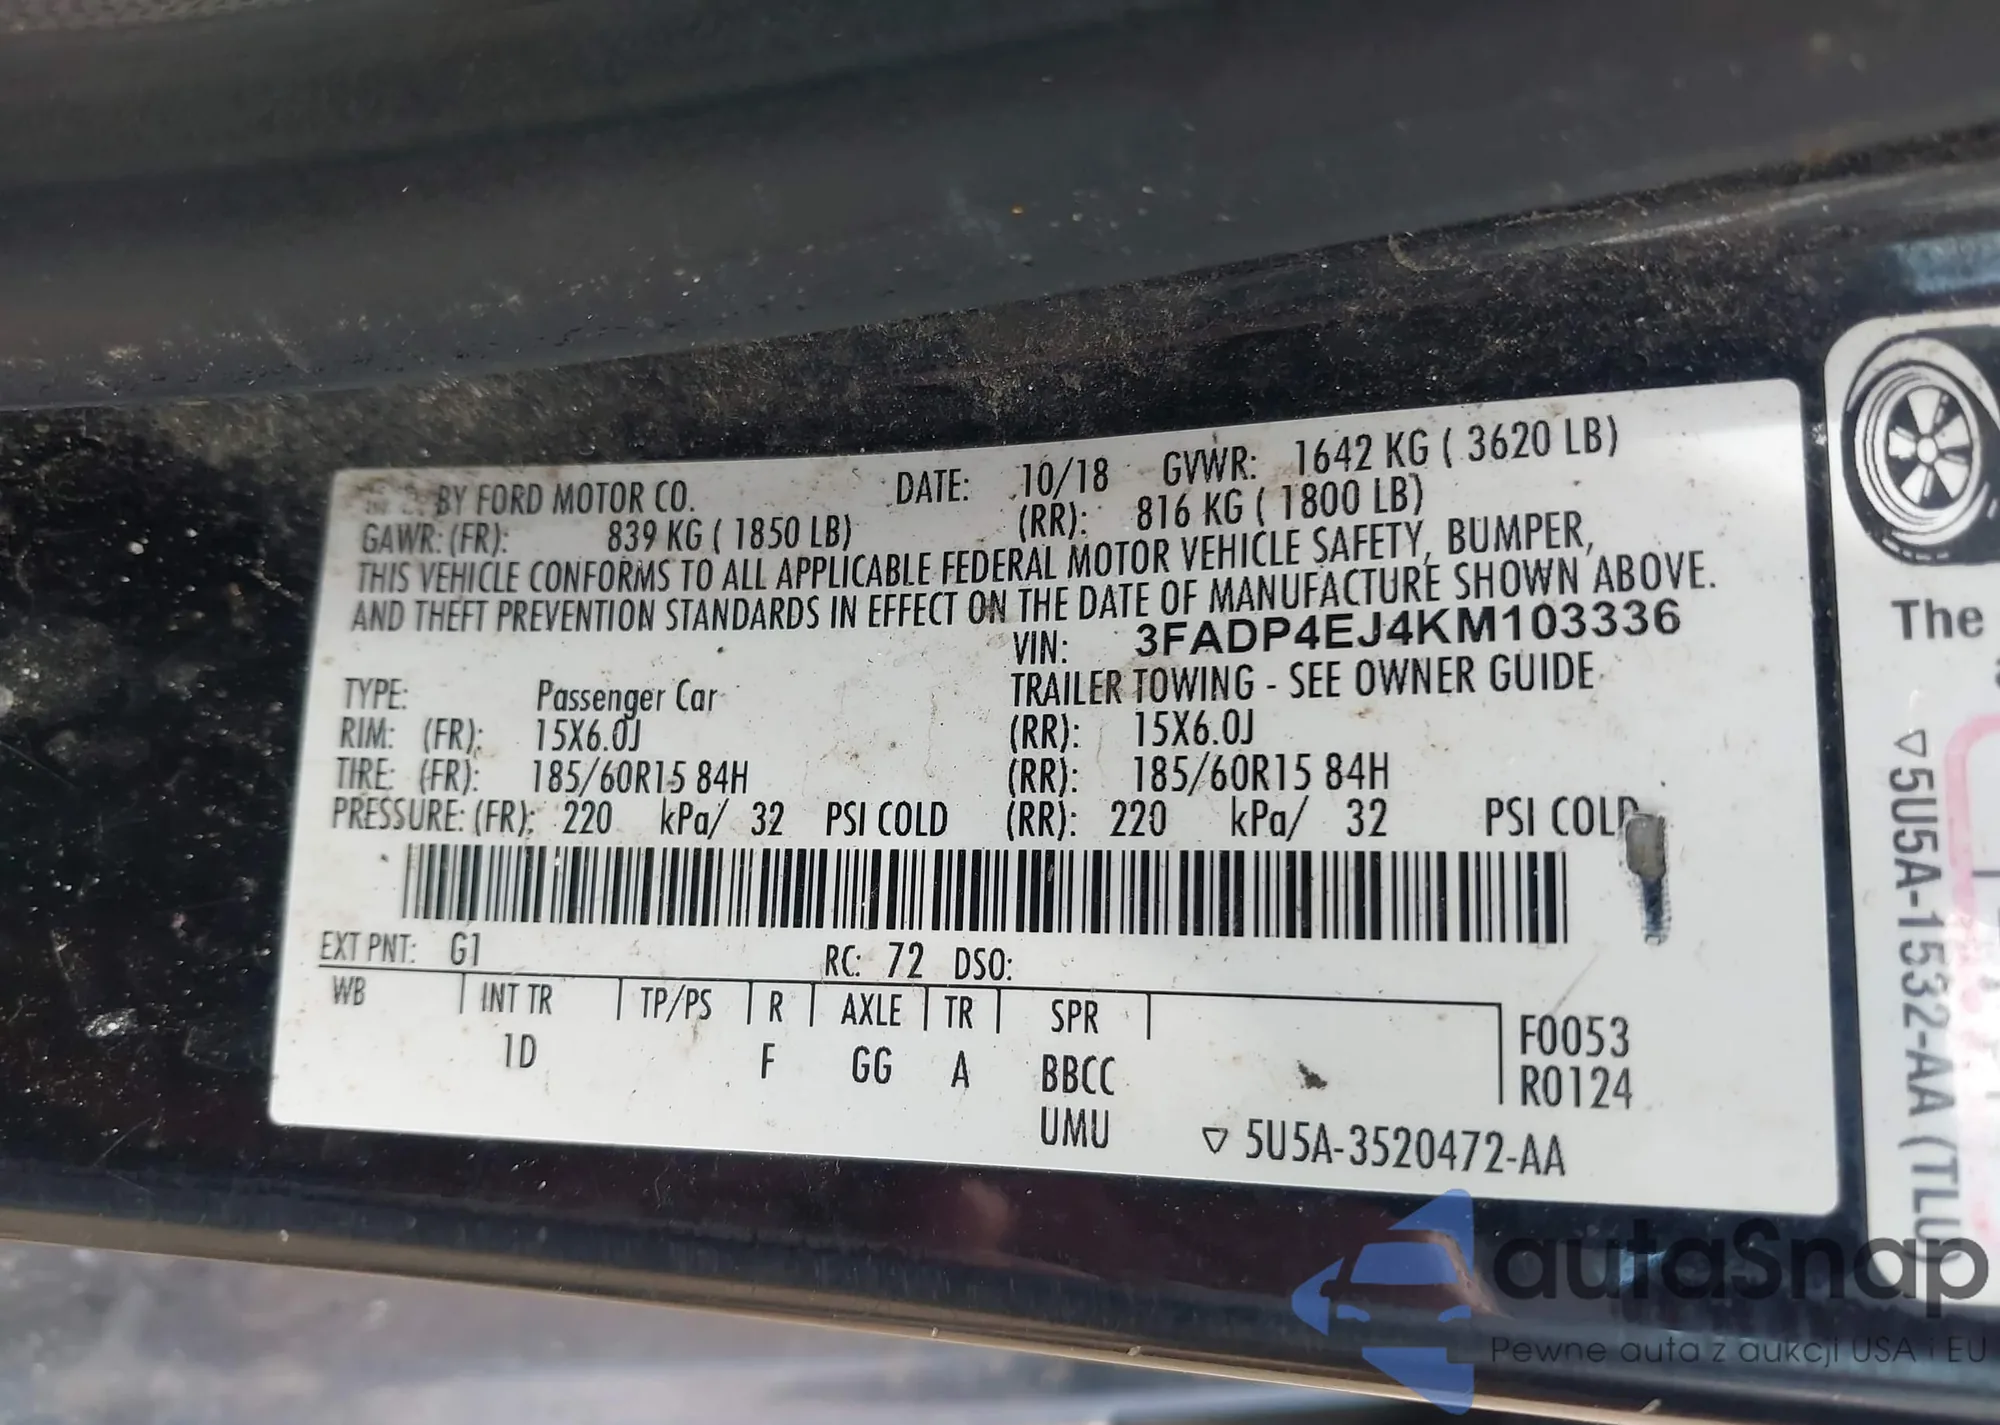 BY FORD MOTOR CO. DATE: 10/18 GVWR: 1642 KG ( 3620 LB)
GAWR: (FR): 839 KG ( 1850 LB) (RR): 816 KG ( 1800 LB)
THIS VEHICLE CONFORMS TO ALL APPLICABLE FEDERAL MOTOR VEHICLE SAFETY, BUMPER,
AND THEFT PREVENTION STANDARDS IN EFFECT ON THE DATE OF MANUFACTURE SHOWN ABOVE.
VIN: 3FADP4EJ4KM103336
TYPE: Passenger Car TRAILER TOWING - SEE OWNER GUIDE
RIM: (FR): 15X6.0J (RR): 15X6.0J
TIRE: (FR): 185/60R15 84H (RR): 185/60R15 84H
PRESSURE: (FR): 220 kPa/ 32 PSI COLD (RR): 220 kPa/ 32 PSI COLD
EXT PNT: G1 RC: 72 DSO:
WB INT TR TP/PS R AXLE TR SPR F0053
1D F GG A BBCC R0124
UMU ▽ 5U5A-3520472-AA
The
▽5U5A-1532-AA (TLU
autaSnap
Pewne auta z aukcji USA i EU